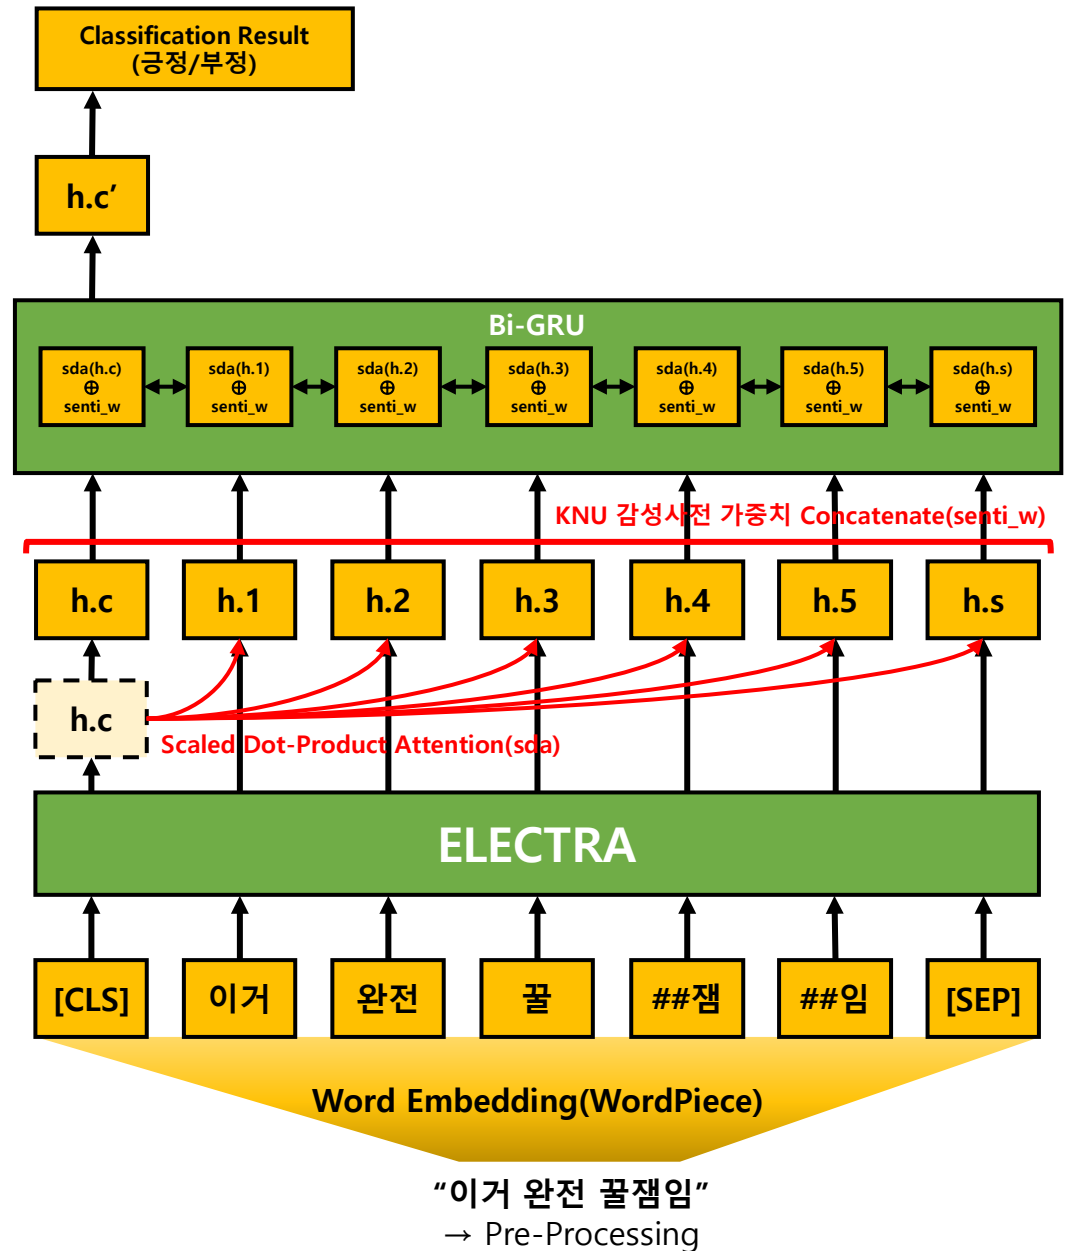 Classification Result
(긍정/부정)
h.c’
Bi-GRU
sda(h.c) sda(h.1) sda(h.2) sda(h.3) sda(h.4) sda(h.5) sda(h.s)
⊕ ⊕ ⊕ ⊕ ⊕ ⊕ ⊕
senti_w senti_w senti_w senti_w senti_w senti_w senti_w
KNU 감성사전 가중치 Concatenate(senti_w)
h.c h.1 h.2 h.3 h.4 h.5 h.s
h.c
Scaled Dot-Product Attention(sda)
ELECTRA
[CLS] 이거 완전 꿀 ##잼 ##임 [SEP]
Word Embedding(WordPiece)
“이거 완전 꿀잼임”
→ Pre-Processing